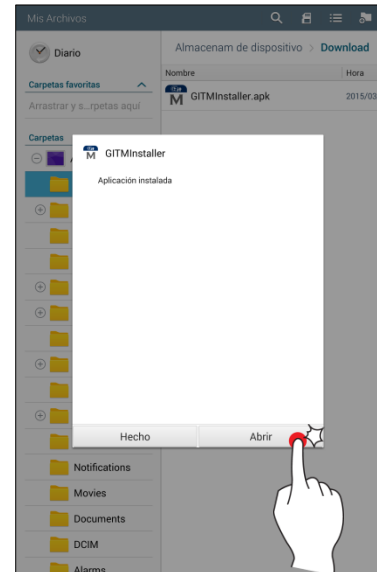 Mis Archivos
Diario
Almacenam de dispositivo > Download
Carpetas favoritas
Nombre
Hora
Arrastrar y s...rpetas aquí
GITMInstaller.apk
2015/03
Carpetas
GITMInstaller
Aplicación instalada
Hecho
Abrir
Notifications
Movies
Documents
DCIM
Alarms